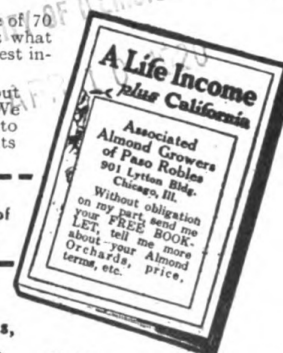 e of 70
what
est in-
out
We
to
ts
of
s,
A Life Income
plus California
Associated
Almond Growers
of Paso Robles
901 Lytton Bldg.
Chicago, Ill.
Without obligation
on my part, send me
your FREE BOOK-
LET, tell me more
about your Almond
Orchards, price,
terms, etc.